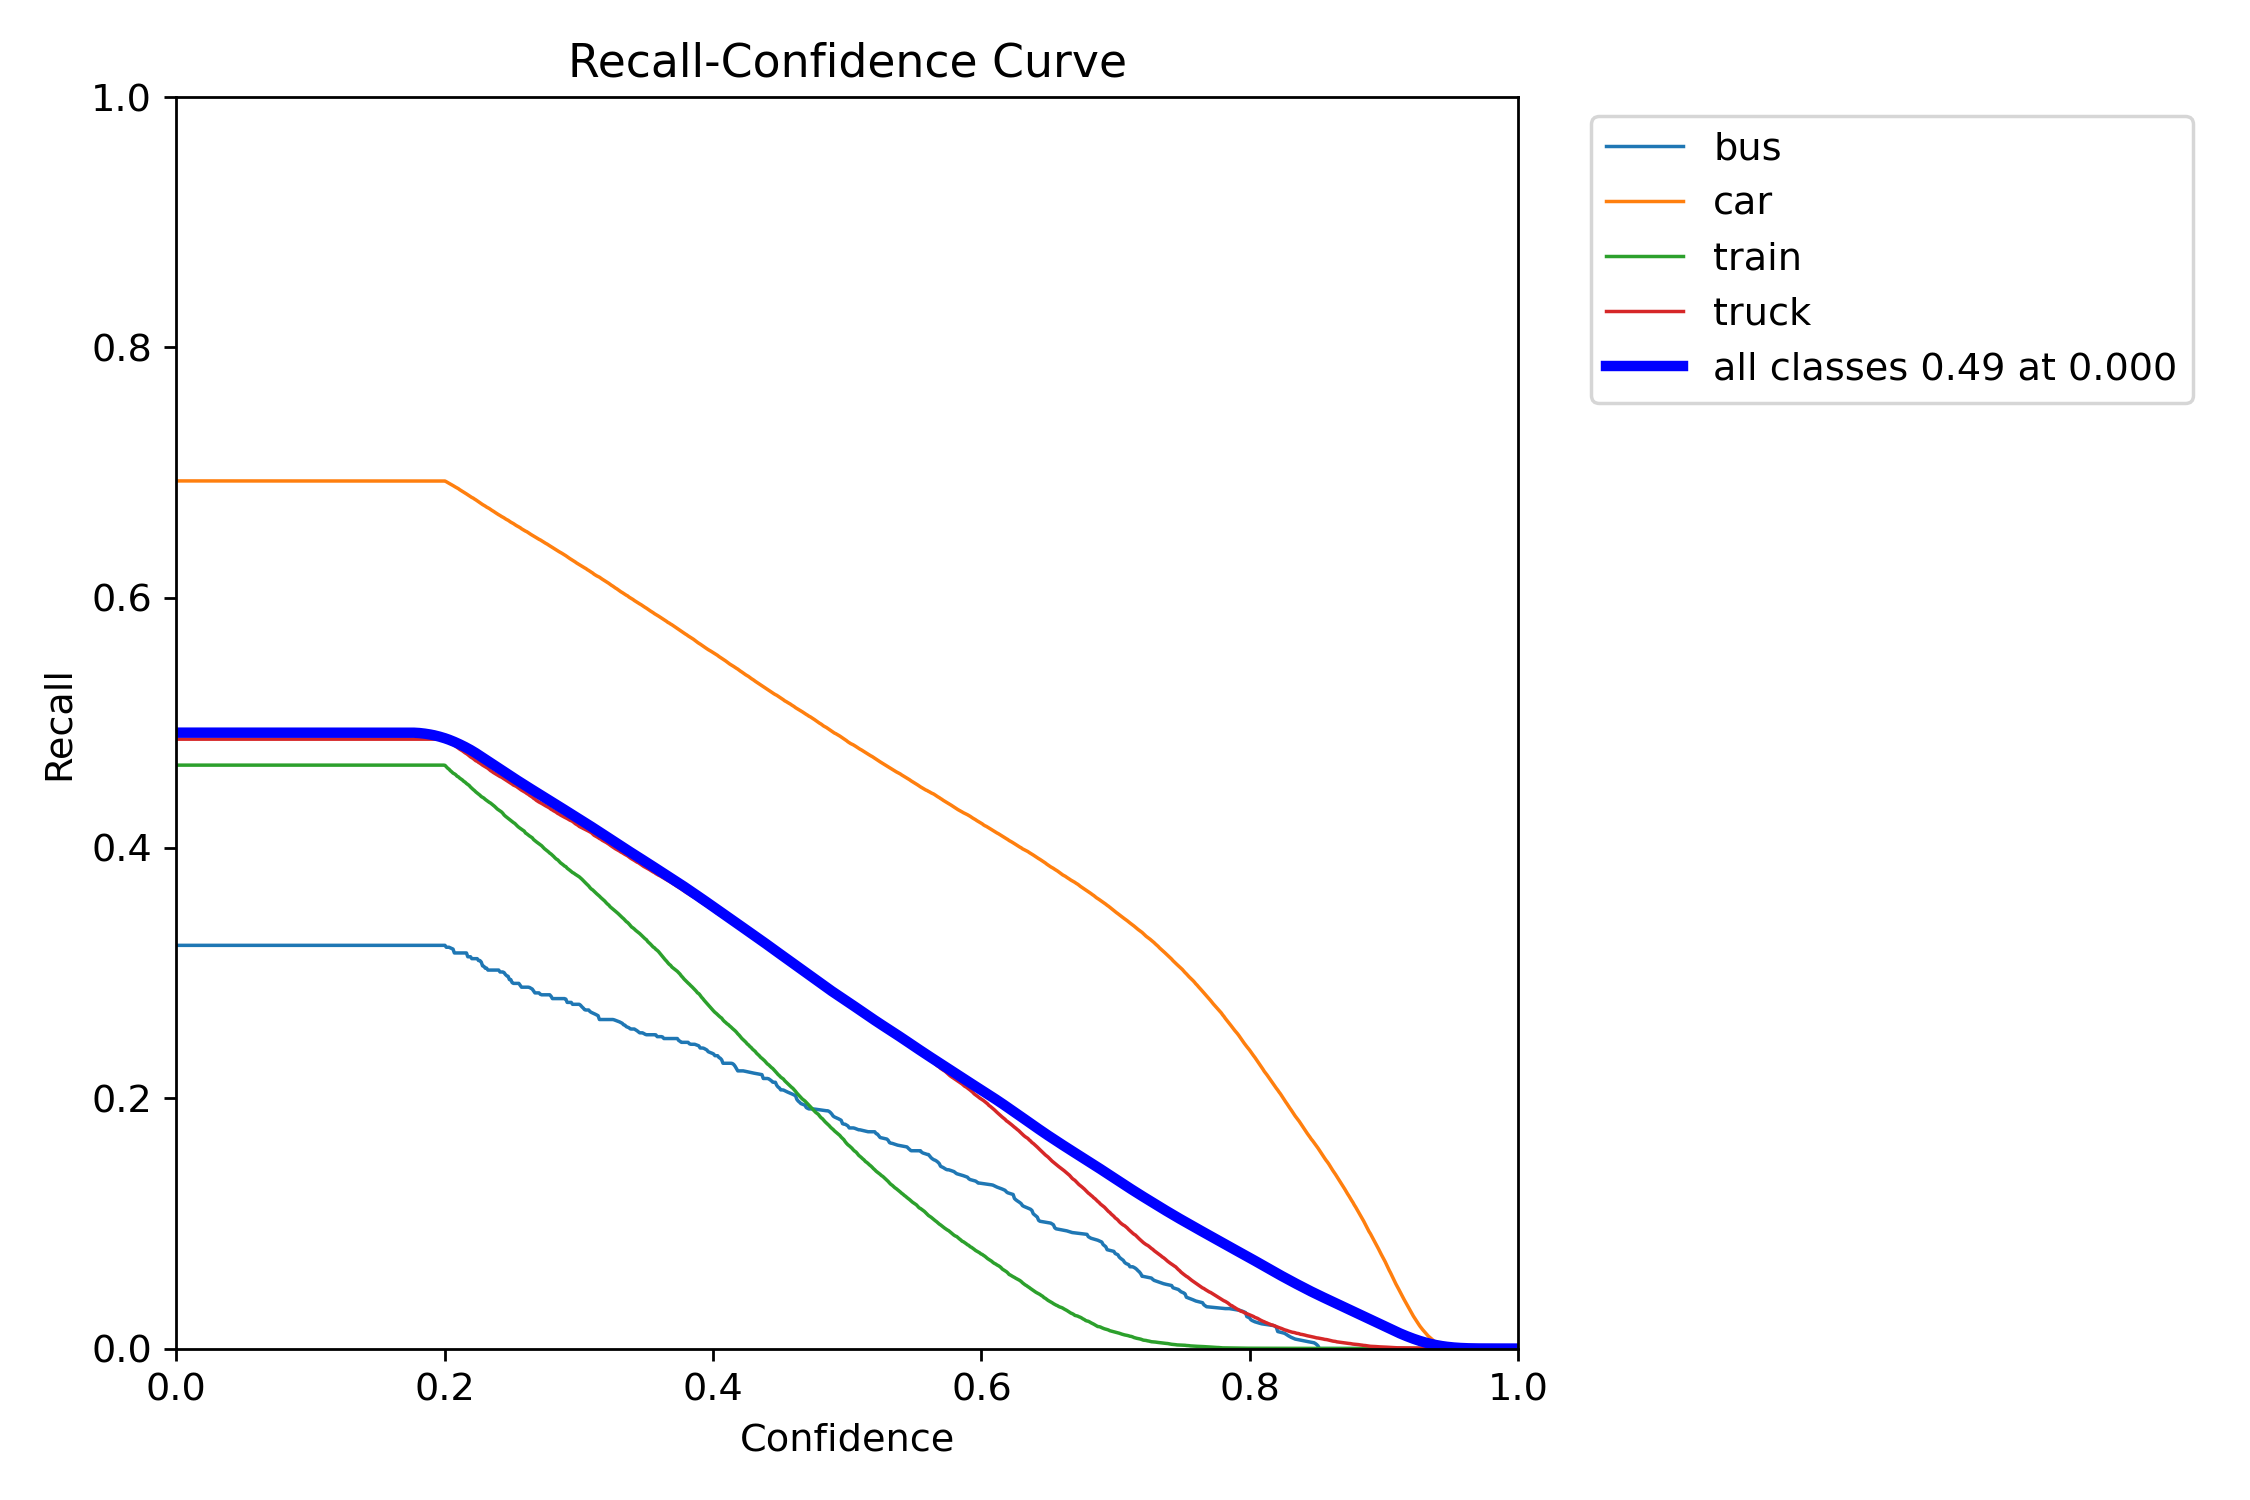 Recall-Confidence Curve
1.0
0.8
0.6
0.4
0.2
0.0
Recall
0.0 0.2 0.4 0.6 0.8 1.0
Confidence
bus
car
train
truck
all classes 0.49 at 0.000